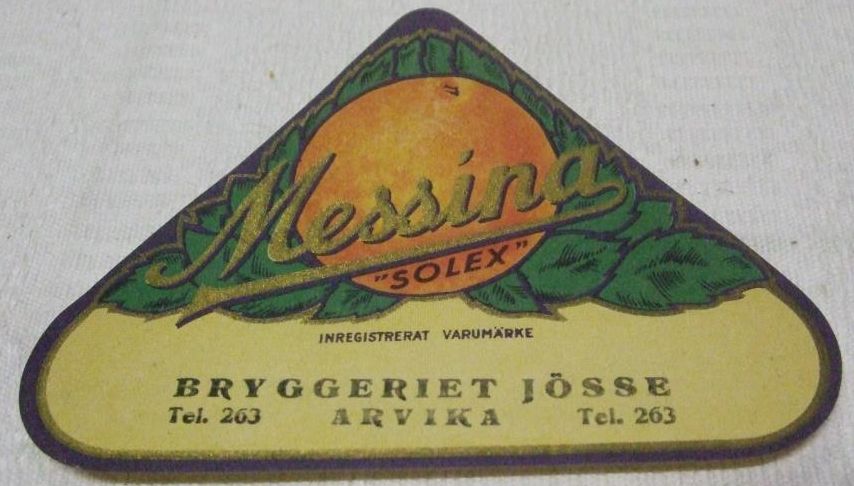 Messina
"SOLEX"
INREGISTRERAT VARUMÄRKE
BRYGGERIET JÖSSE
Tel. 263 ARVIKA Tel. 263